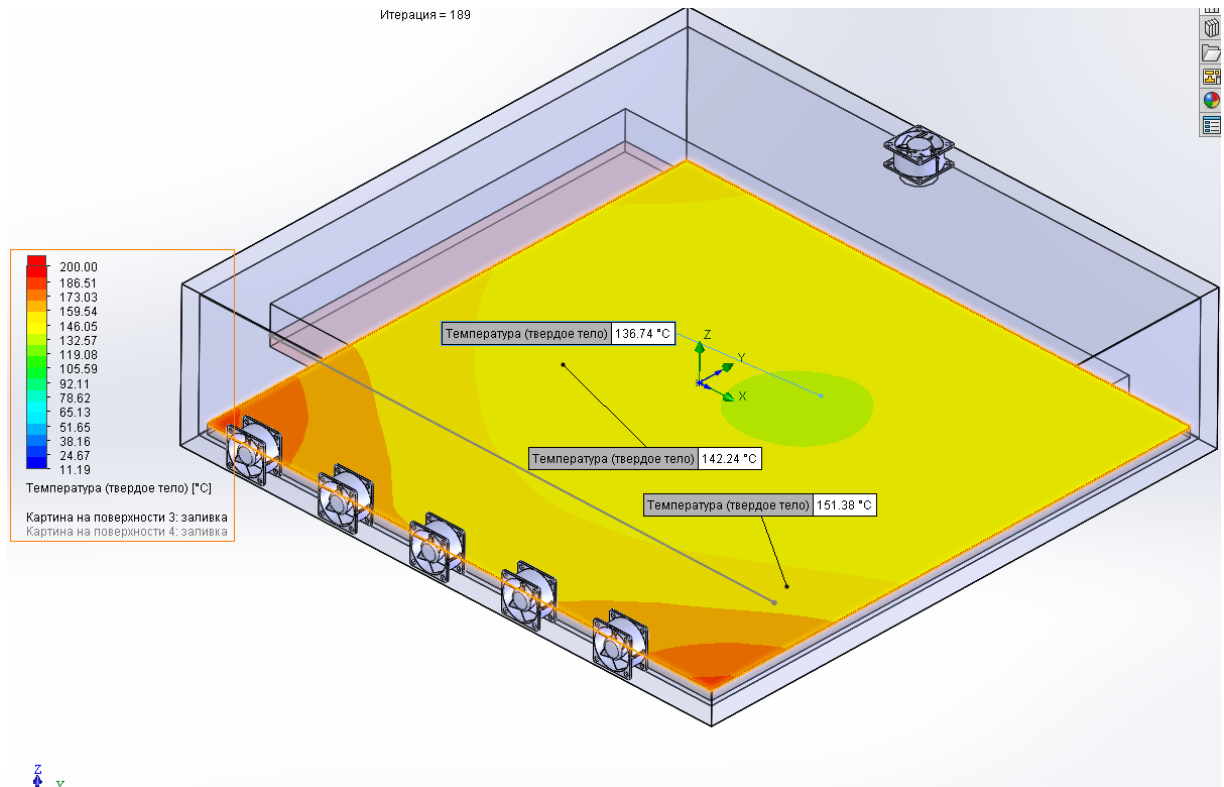 Итерация = 189
Температура (твердое тело) 136.74 °C
Z
Y
X
200.00
186.51
173.03
159.54
146.05
132.57
119.08
105.59
92.11
78.62
65.13
51.65
38.16
24.67
11.19
Температура (твердое тело) 142.24 °C
Температура (твердое тело) [°C]
Температура (твердое тело) 151.38 °C
Картина на поверхности 3: заливка
Картина на поверхности 4: заливка
Z
Y